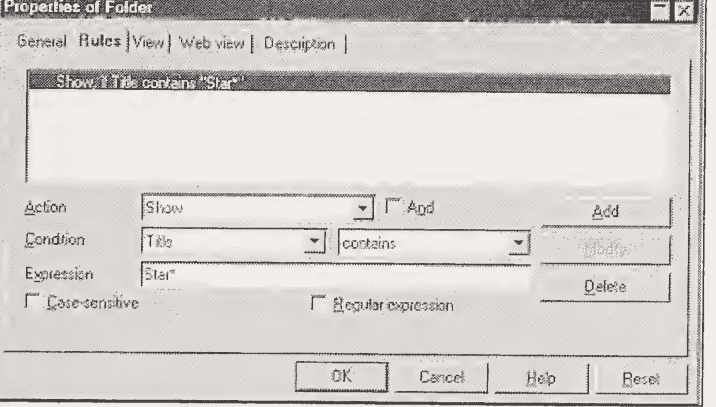 Properties of Folder
General Rules View Web view Description
Show, if Title contains "Star*"
Action Show And Add
Condition Title contains Modify
Expression Star* Delete
Case-sensitive Regular expression
OK Cancel Help Reset